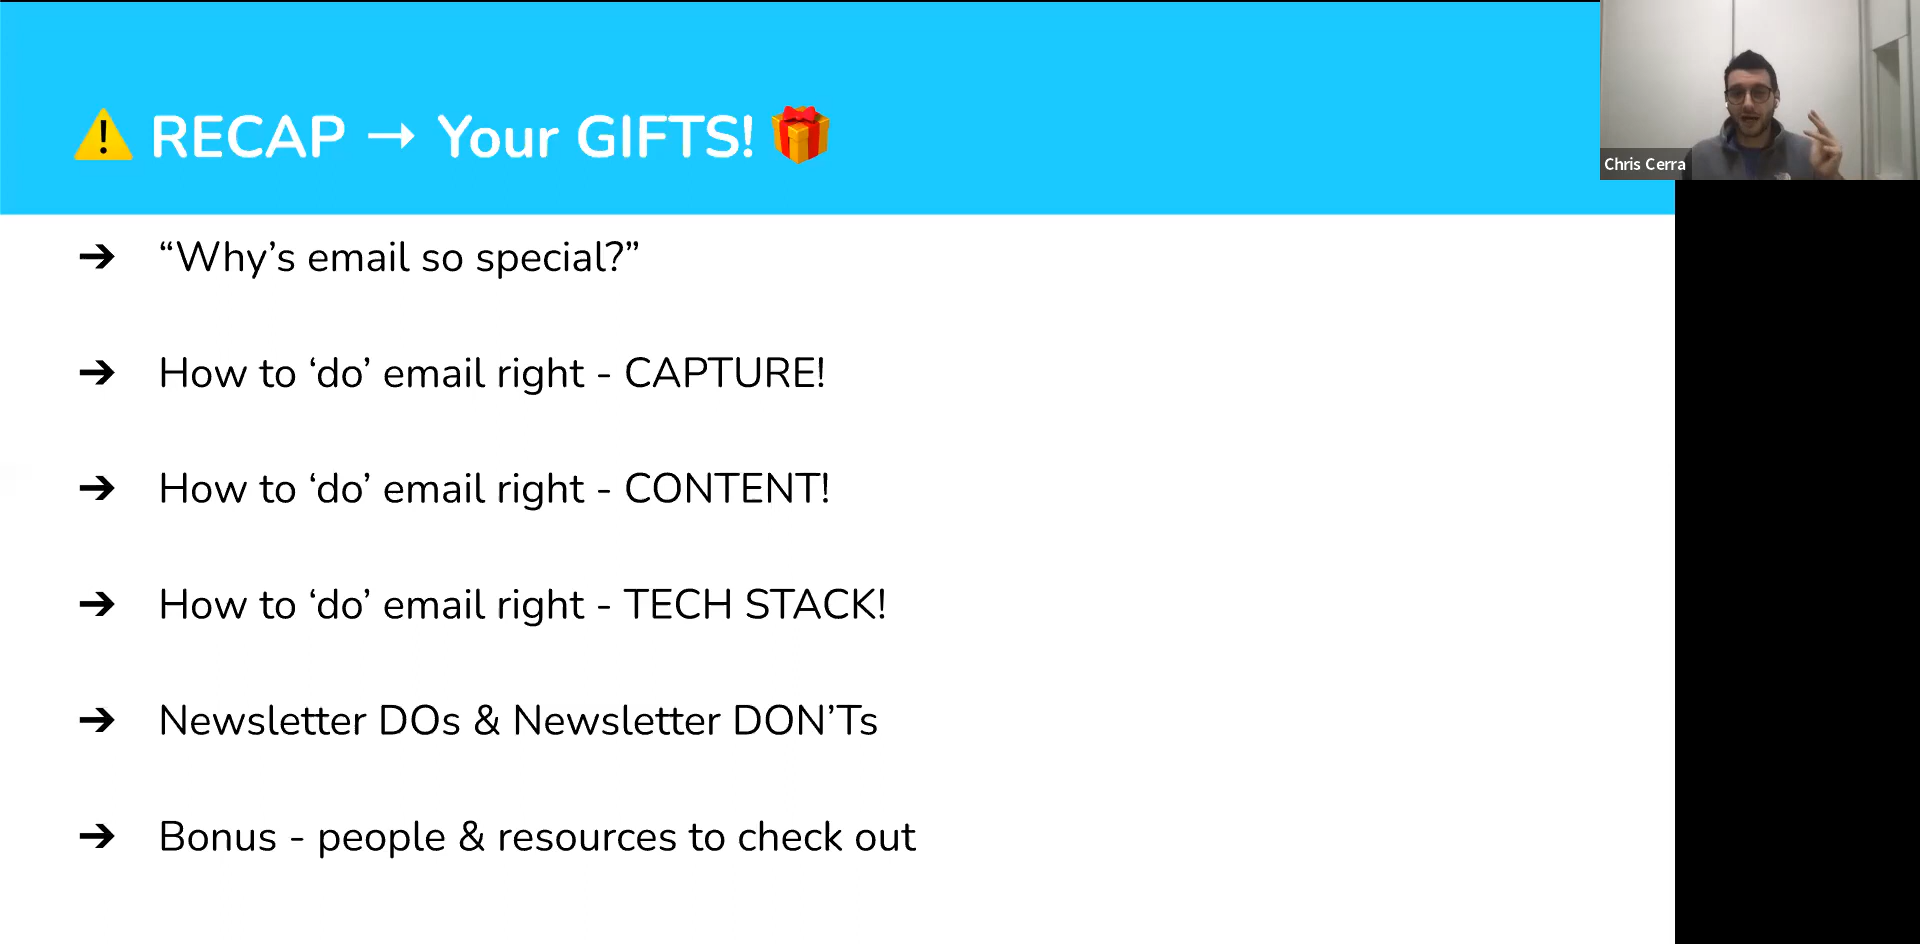 ⚠️ RECAP → Your GIFTS! 🎁
Chris Cerra
➔ “Why’s email so special?”
➔ How to ‘do’ email right - CAPTURE!
➔ How to ‘do’ email right - CONTENT!
➔ How to ‘do’ email right - TECH STACK!
➔ Newsletter DOs & Newsletter DON’Ts
➔ Bonus - people & resources to check out